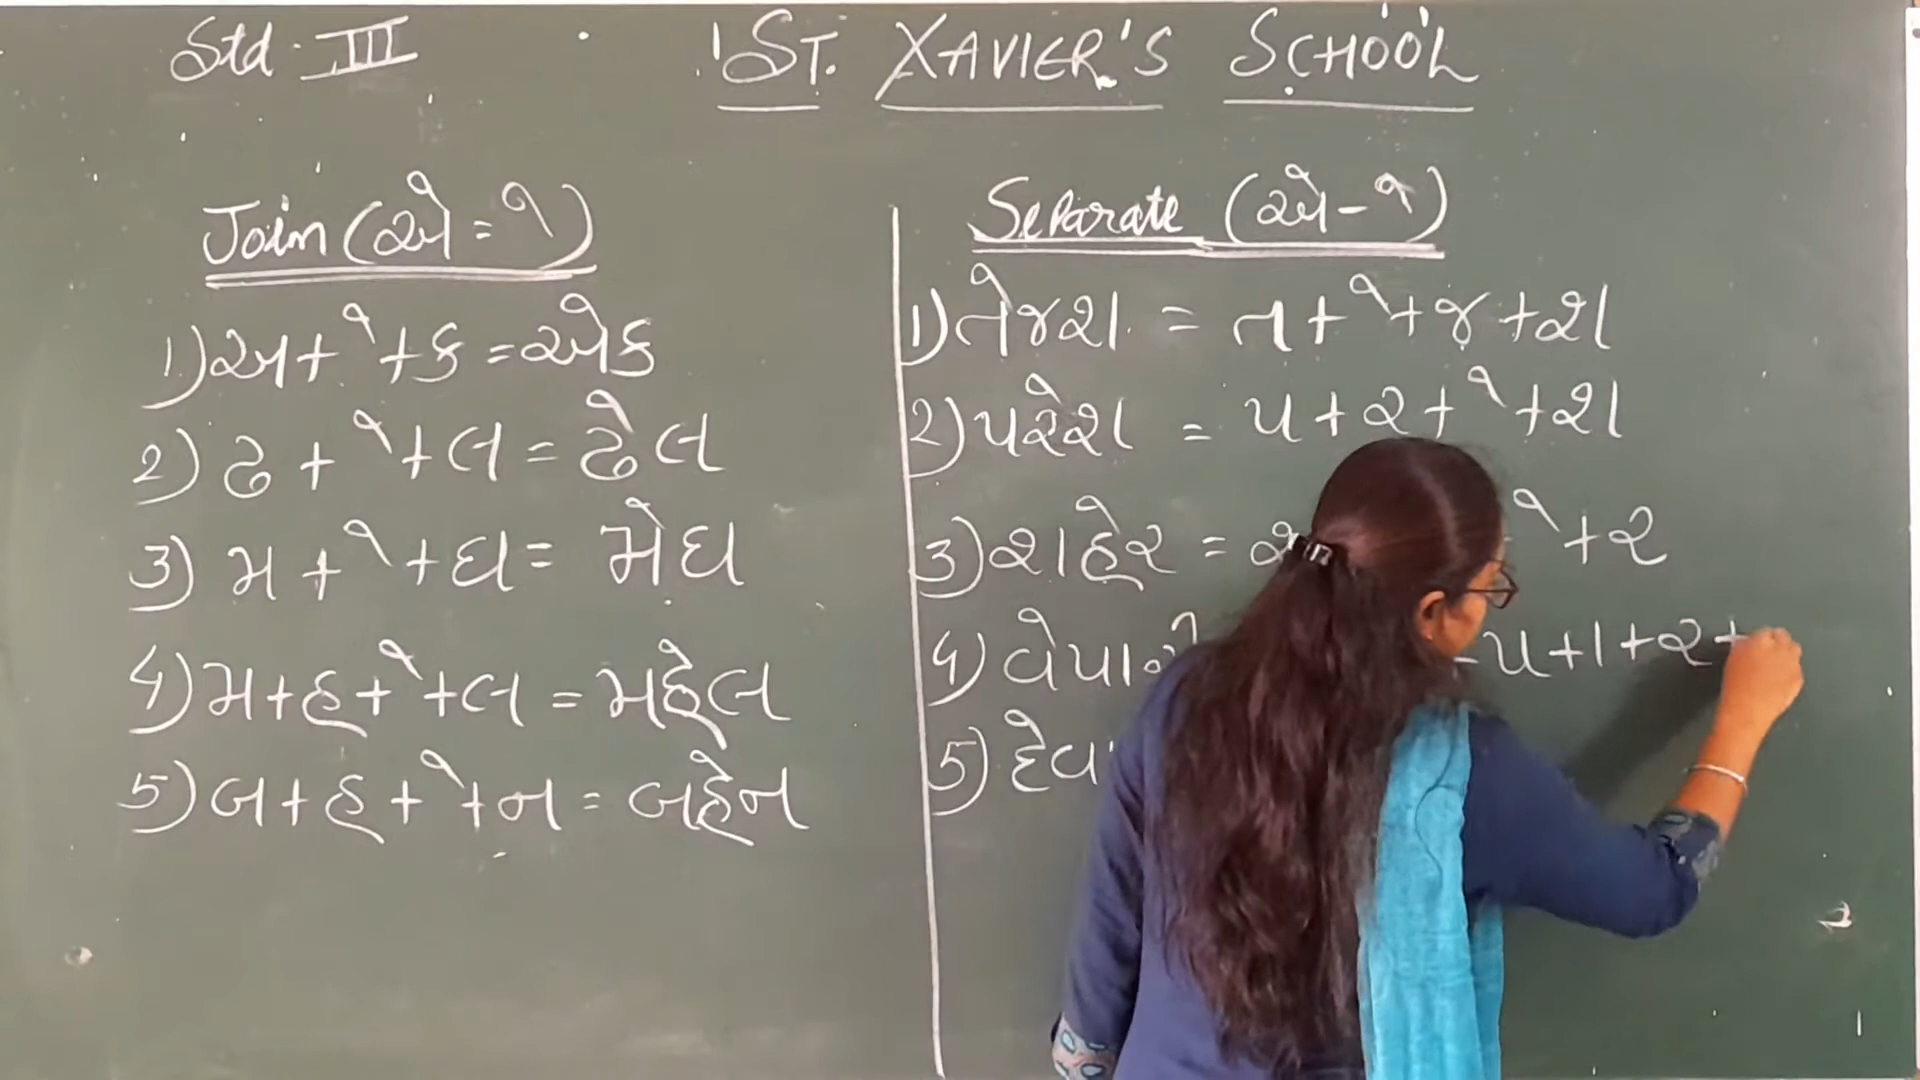 Std. III
ST. XAVIER'S SCHOOL
Join (એ = ે)
1) અ + ે + ક = એક
2) ઢ + ે + લ = ઢેલ
3) મ + ે + ઘ = મેઘ
4) મ + હ + ે + લ = મહેલ
5) બ + હ + ે + ન = બહેન
Separate (એ - ે)
1) તેજશ = ત + ે + જ + શ
2) પરેશ = પ + ર + ે + શ
3) શહેર = ે + ર
4) વેપા પ + ા + ર +
5) દેવ